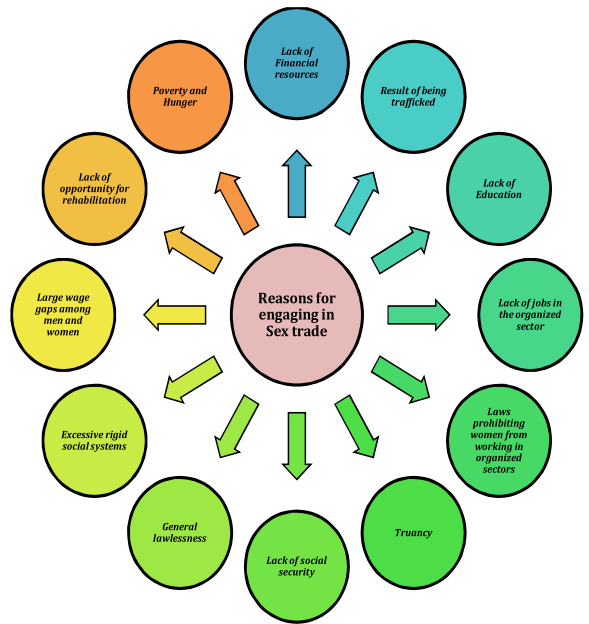 Lack of
Financial
resources
Result of being
trafficked
Lack of
Education
Lack of jobs in
the organized
sector
Laws
prohibiting
women from
working in
organized
sectors
Truancy
Lack of social
security
General
lawlessness
Excessive rigid
social systems
Large wage
gaps among
men and
women
Lack of
opportunity for
rehabilitation
Poverty and
Hunger
Reasons for
engaging in
Sex trade